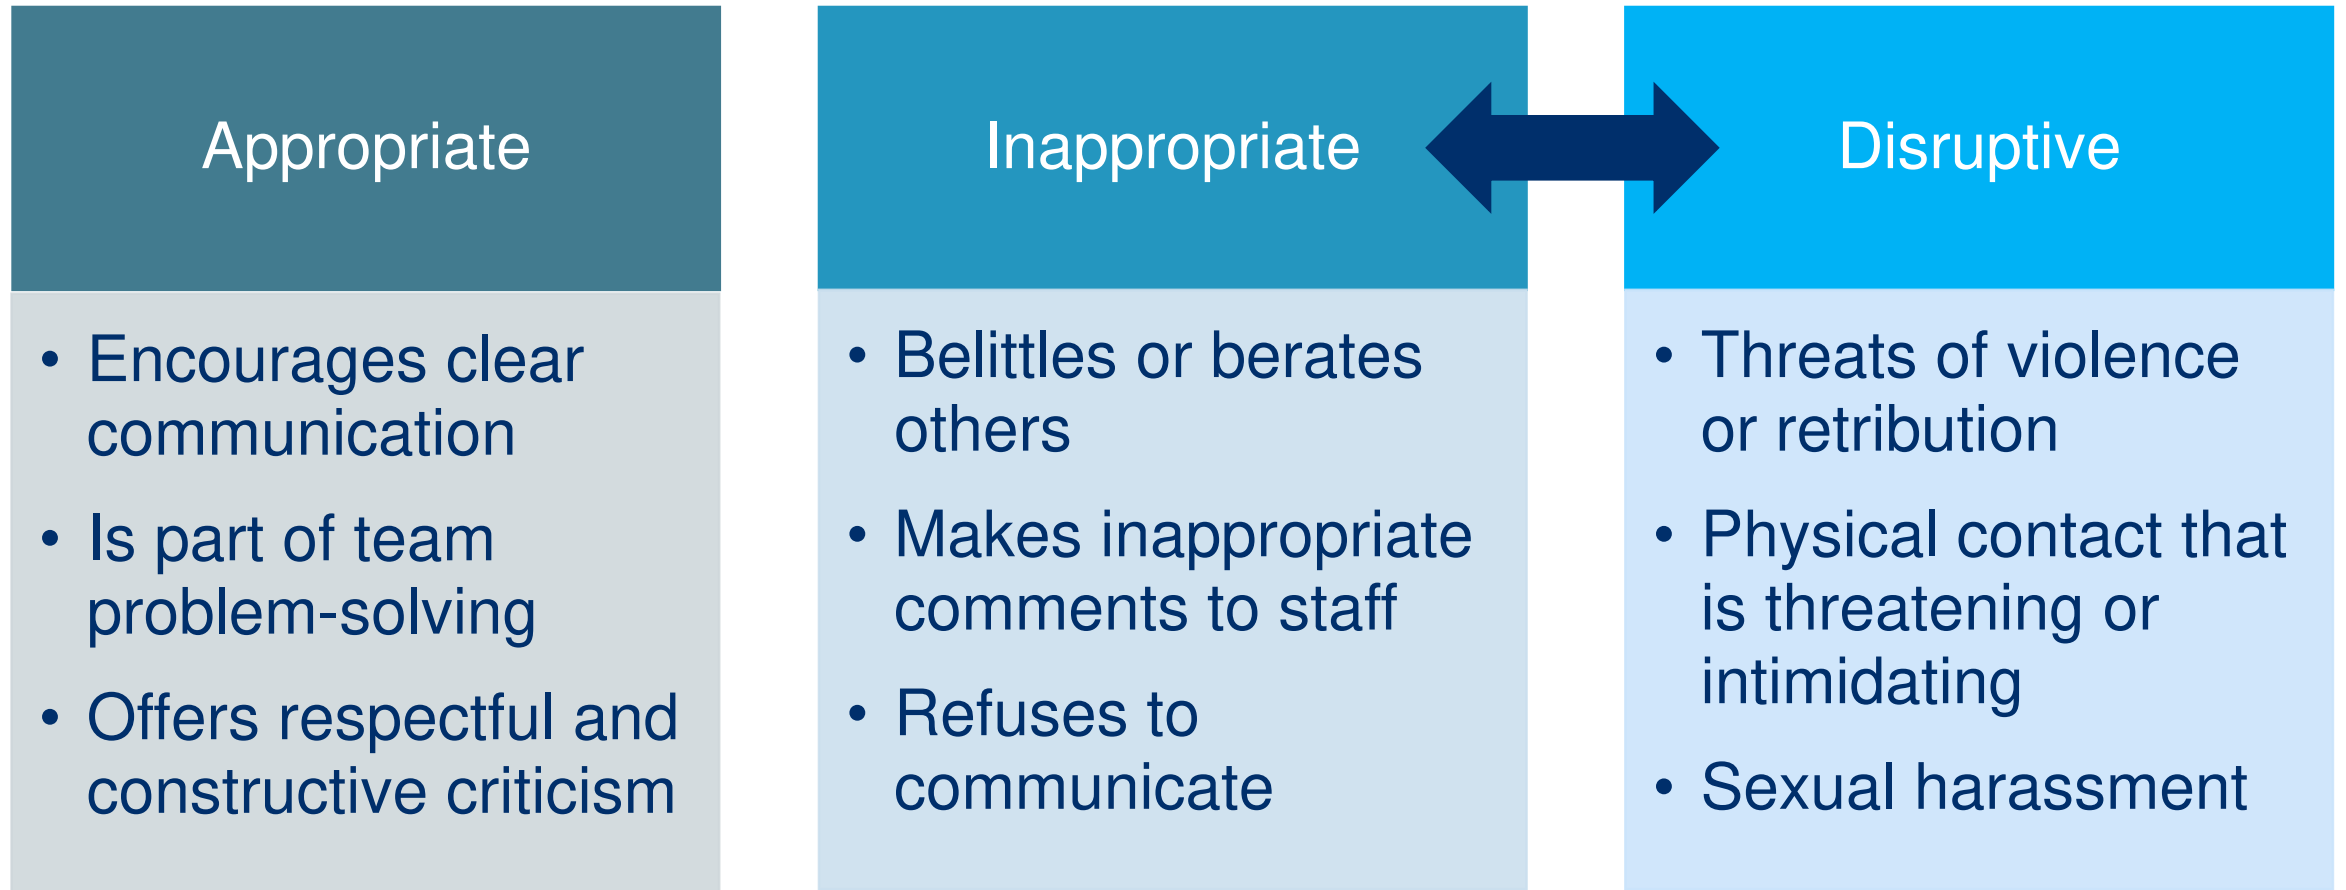 Appropriate
• Encourages clear
communication
• Is part of team
problem-solving
• Offers respectful and
constructive criticism
Inappropriate
• Belittles or berates
others
• Makes inappropriate
comments to staff
• Refuses to
communicate
Disruptive
• Threats of violence
or retribution
• Physical contact that
is threatening or
intimidating
• Sexual harassment